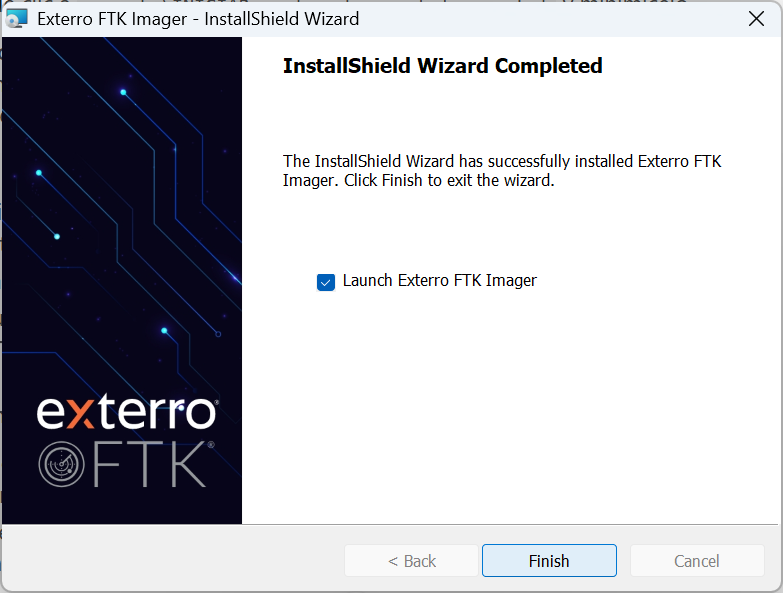 Exterro FTK Imager - InstallShield Wizard
InstallShield Wizard Completed
The InstallShield Wizard has successfully installed Exterro FTK
Imager. Click Finish to exit the wizard.
Launch Exterro FTK Imager
exterro®
FTK®
< Back
Finish
Cancel